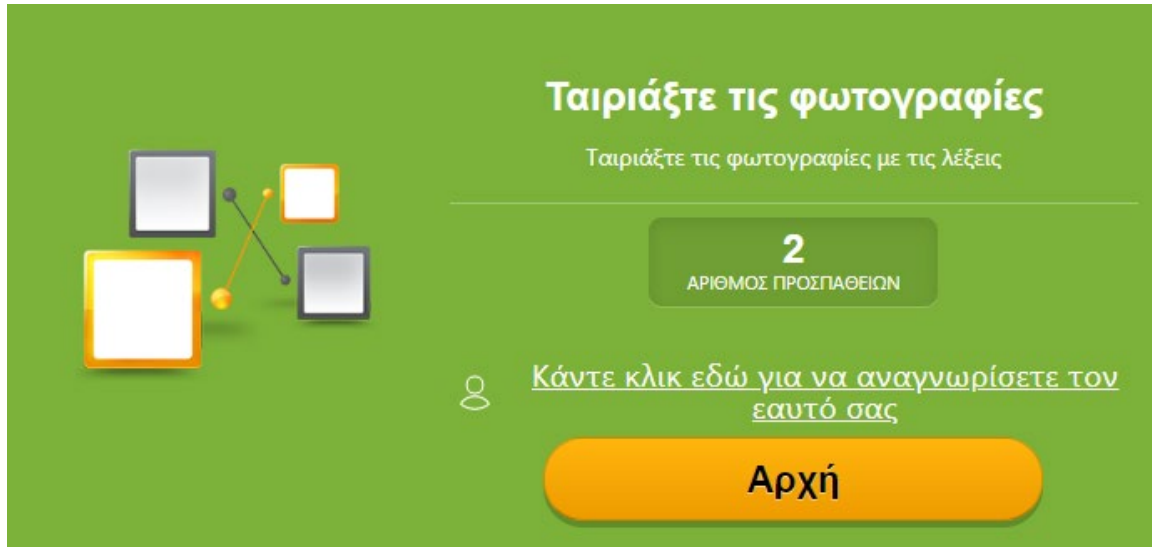 Ταιριάξτε τις φωτογραφίες
Ταιριάξτε τις φωτογραφίες με τις λέξεις
2
ΑΡΙΘΜΟΣ ΠΡΟΣΠΑΘΕΙΩΝ
Κάντε κλικ εδώ για να αναγνωρίσετε τον
εαυτό σας
Αρχή